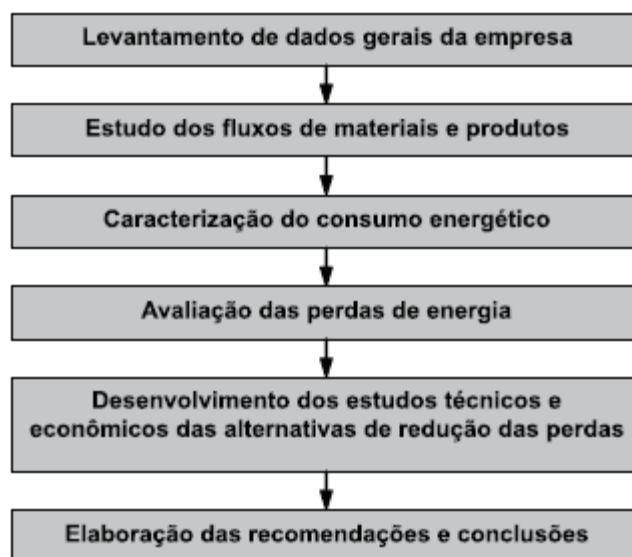 Levantamento de dados gerais da empresa
Estudo dos fluxos de materiais e produtos
Caracterização do consumo energético
Avaliação das perdas de energia
Desenvolvimento dos estudos técnicos e
econômicos das alternativas de redução das perdas
Elaboração das recomendações e conclusões